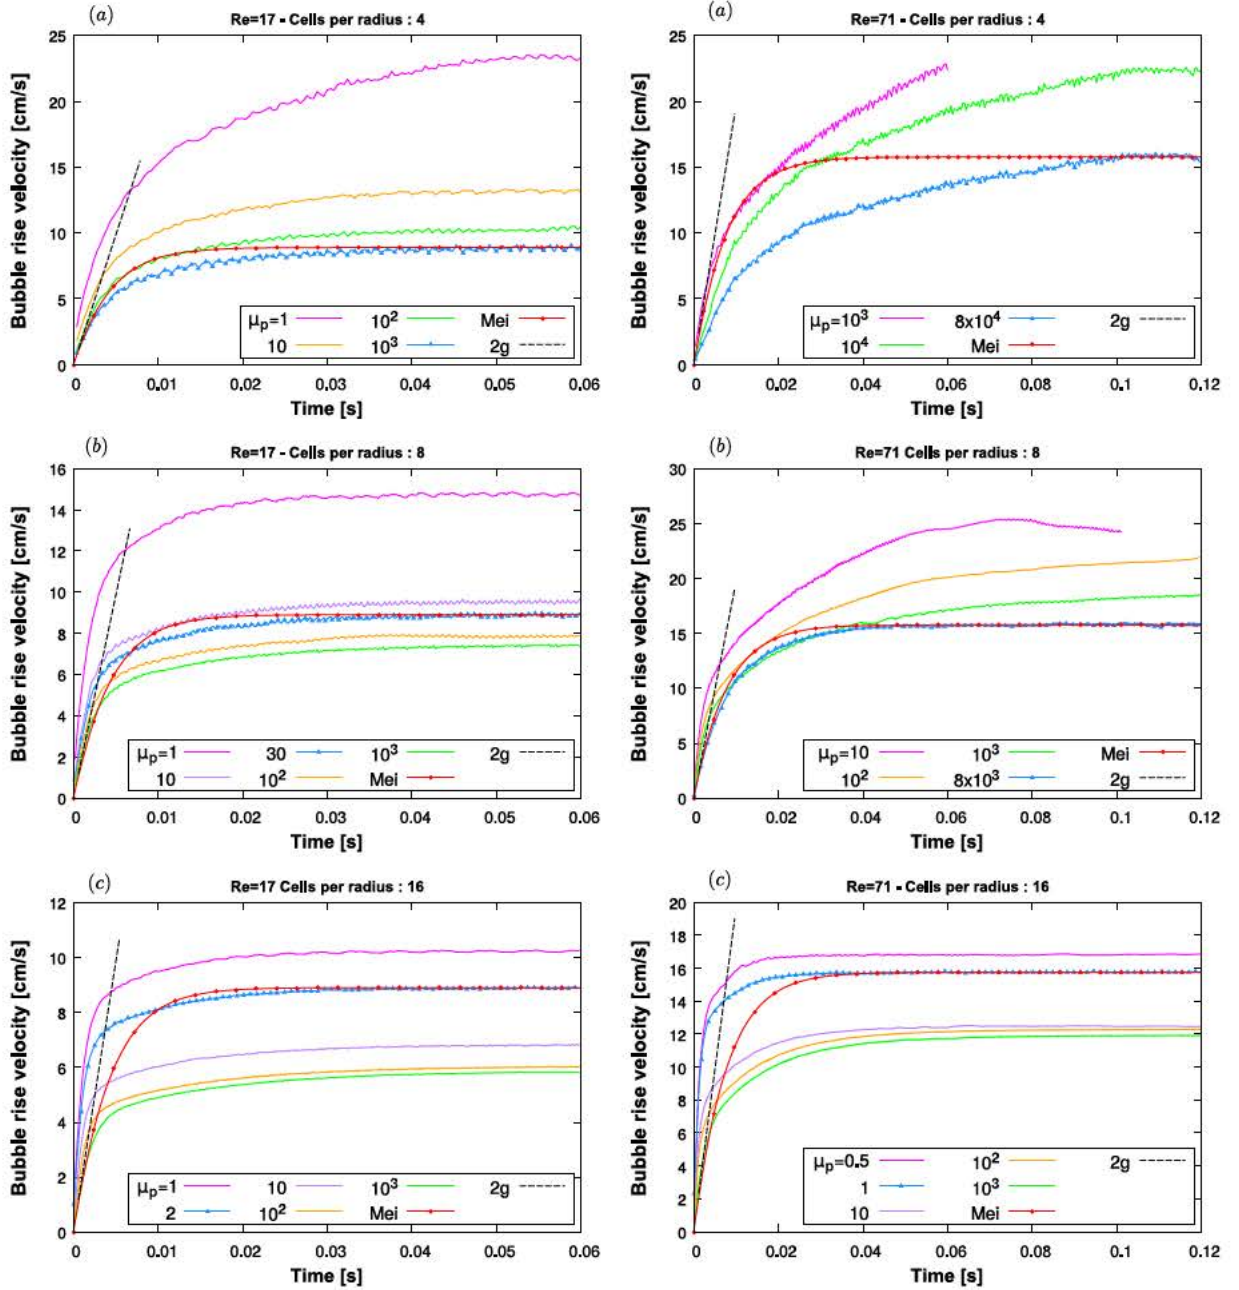 (a)
Re=17 - Cells per radius : 4
Bubble rise velocity [cm/s]
25
20
15
10
5
0
μp=1
10² 
Mei
10
10³
2g
0 0.01 0.02 0.03 0.04 0.05 0.06
Time [s]
(a)
Re=71 - Cells per radius : 4
Bubble rise velocity [cm/s]
25
20
15
10
5
0
μp=10³
8x10⁴
2g
10⁴
Mei
0 0.02 0.04 0.06 0.08 0.1 0.12
Time [s]
(b)
Re=17 - Cells per radius : 8
Bubble rise velocity [cm/s]
16
14
12
10
8
6
4
2
0
μp=1
30
10³
2g
10
10²
Mei
0 0.01 0.02 0.03 0.04 0.05 0.06
Time [s]
(b)
Re=71 Cells per radius : 8
Bubble rise velocity [cm/s]
30
25
20
15
10
5
0
μp=10
10³
Mei
10²
8x10³
2g
0 0.02 0.04 0.06 0.08 0.1 0.12
Time [s]
(c)
Re=17 Cells per radius : 16
Bubble rise velocity [cm/s]
12
10
8
6
4
2
0
μp=1
10
10³
2g
2
10²
Mei
0 0.01 0.02 0.03 0.04 0.05 0.06
Time [s]
(c)
Re=71 - Cells per radius : 16
Bubble rise velocity [cm/s]
20
18
16
14
12
10
8
6
4
2
0
μp=0.5
10²
2g
1
10³
10
Mei
0 0.02 0.04 0.06 0.08 0.1 0.12
Time [s]